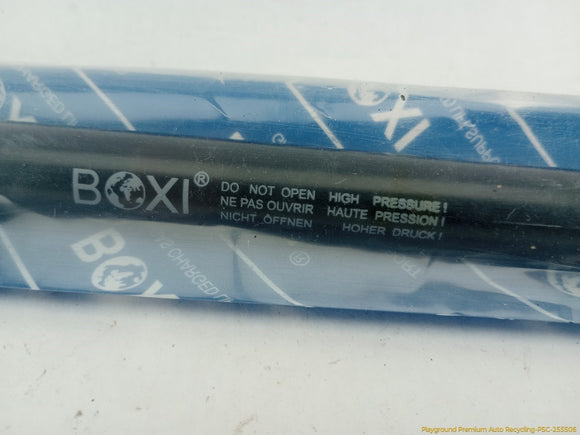 BOXI
BOXI® DO NOT OPEN HIGH PRESSURE!
NE PAS OUVRIR HAUTE PRESSION!
NICHT ÖFFNEN HOHER DRUCK!
®
Playground Premium Auto Recycling-PSC-255506